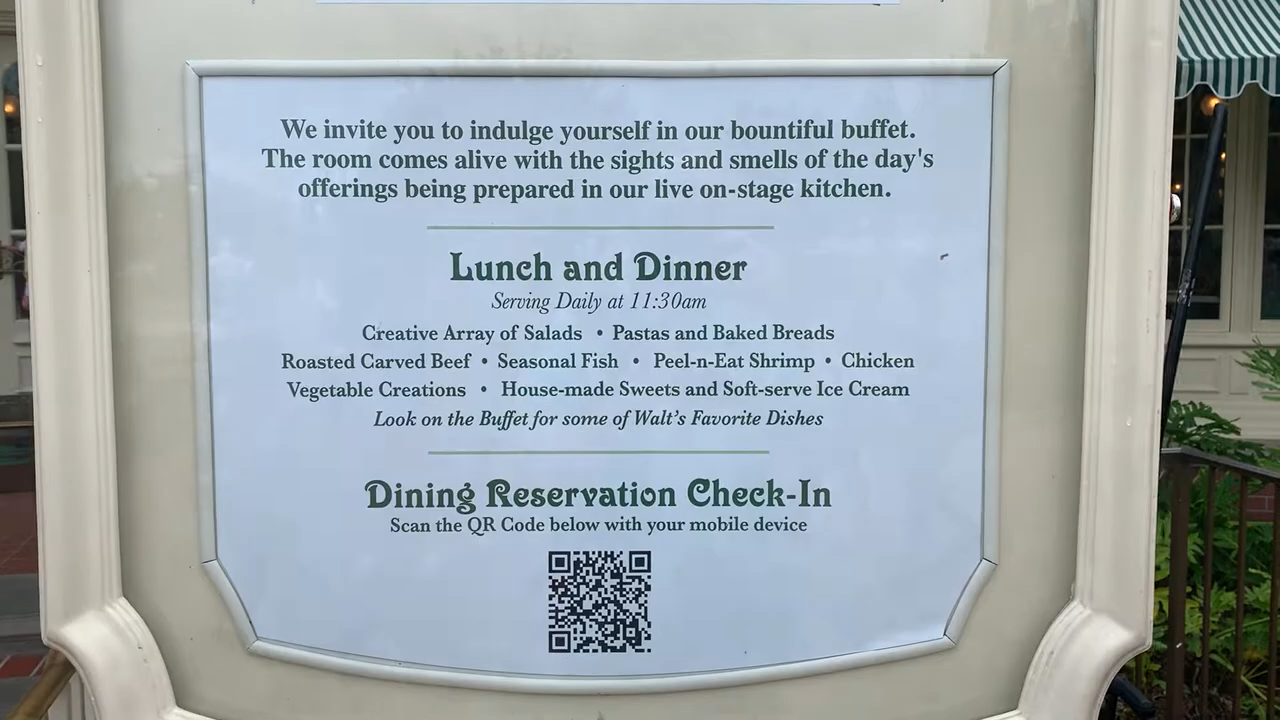 We invite you to indulge yourself in our bountiful buffet.
The room comes alive with the sights and smells of the day's
offerings being prepared in our live on-stage kitchen.
Lunch and Dinner
Serving Daily at 11:30am
Creative Array of Salads • Pastas and Baked Breads
Roasted Carved Beef • Seasonal Fish • Peel-n-Eat Shrimp • Chicken
Vegetable Creations • House-made Sweets and Soft-serve Ice Cream
Look on the Buffet for some of Walt's Favorite Dishes
Dining Reservation Check-In
Scan the QR Code below with your mobile device